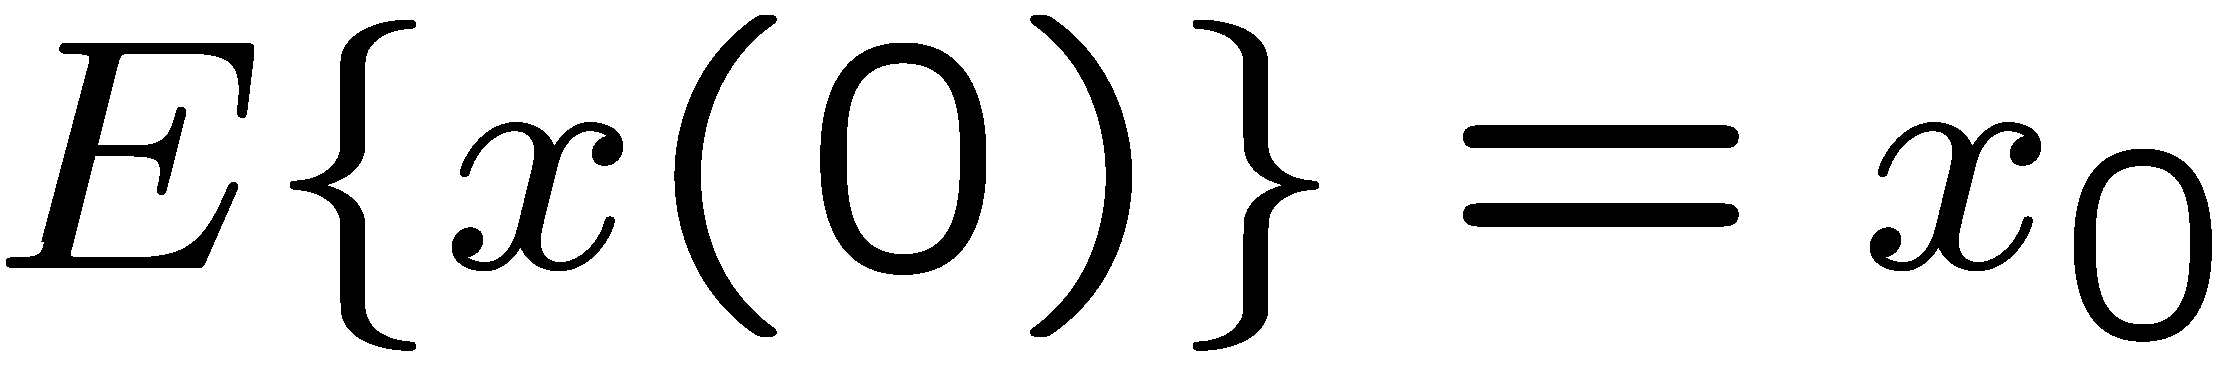 E{x(0)} = x₀